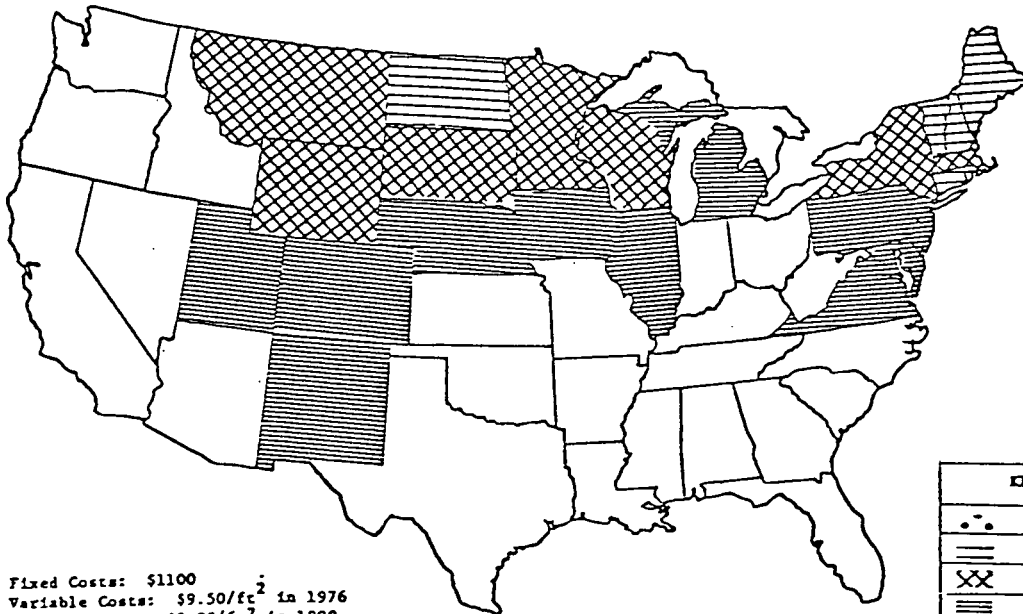 Fixed Costs: $1100
Variable Costs: $9.50/ft² in 1976